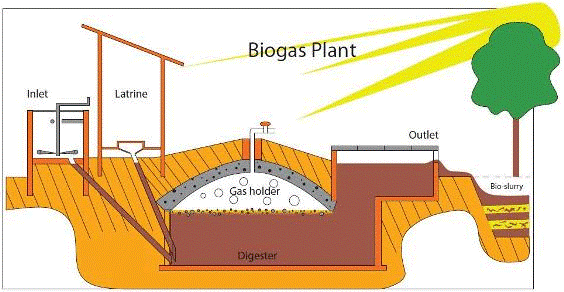 Biogas Plant
Inlet
Latrine
Outlet
Gas holder
Bio-slurry
Digester